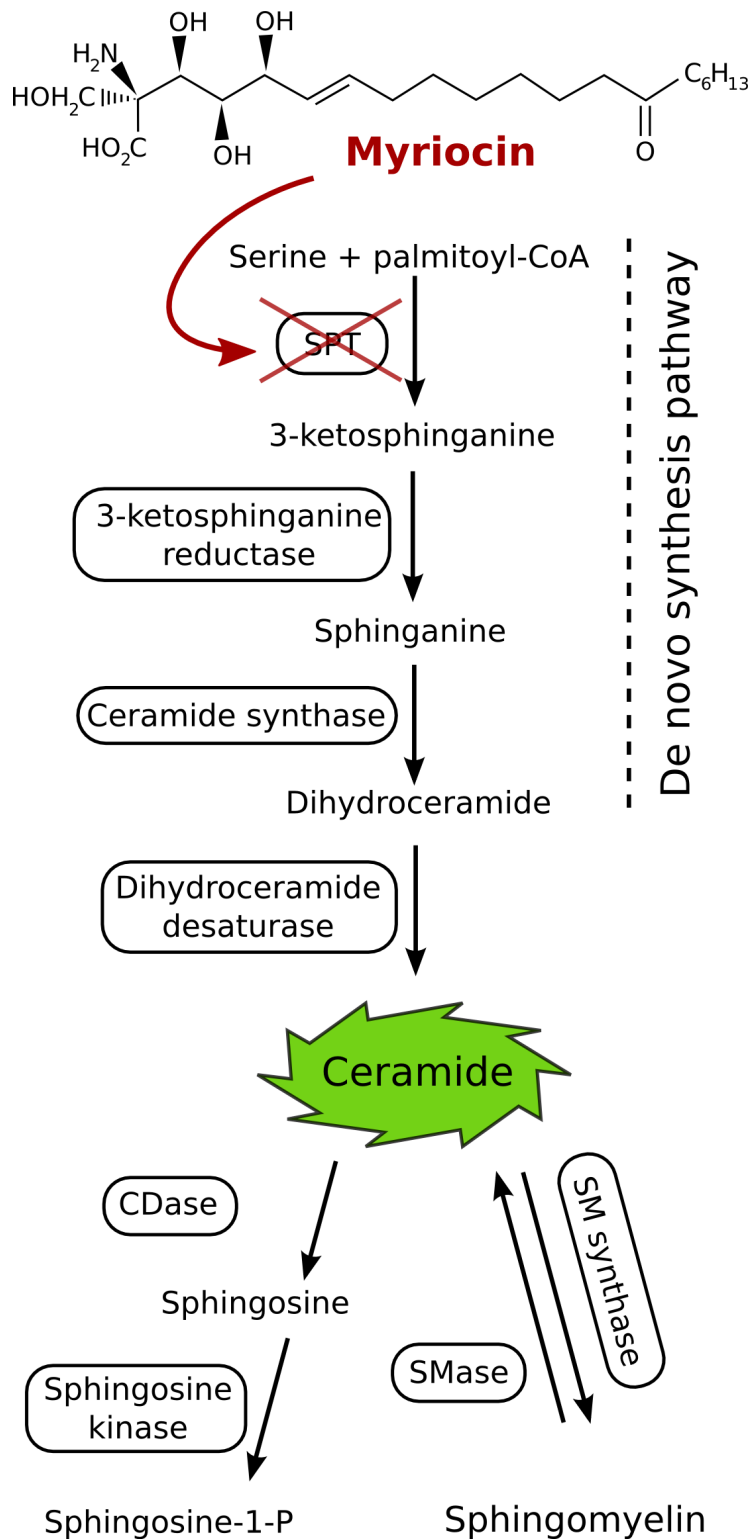 OH
OH
H2N
C6H13
HOH2C
HO2C
OH
O
Myriocin
Serine + palmitoyl-CoA
SPT
3-ketosphinganine
3-ketosphinganine
reductase
Sphinganine
Ceramide synthase
Dihydroceramide
De novo synthesis pathway
Dihydroceramide
desaturase
Ceramide
CDase
SM synthase
Sphingosine
SMase
Sphingosine
kinase
Sphingosine-1-P
Sphingomyelin